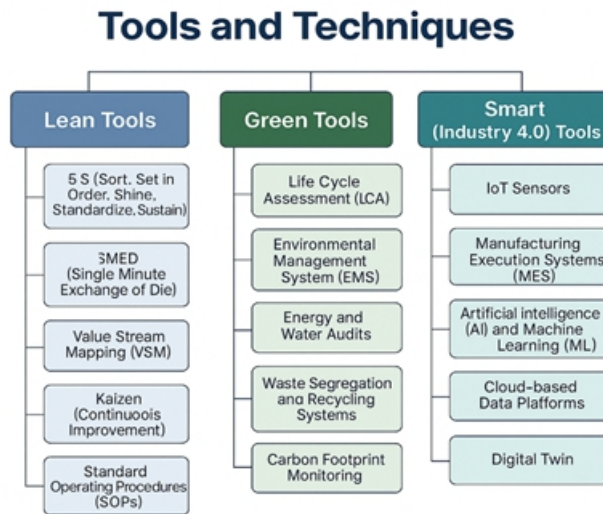 Tools and Techniques
Lean Tools
5 S (Sort. Set in
Order. Shine,
Standardize, Sustain)
SMED
(Single Minute
Exchange of Die)
Value Stream
Mapping (VSM)
Kaizen
(Continuoois
Improvement)
Standard
Operating Procedures
(SOPs)
Green Tools
Life Cycle
Assessment (LCA)
Environmental
Management
System (EMS)
Energy and
Water Audits
Waste Segregation
and Recycling
Systems
Carbon Footprint
Monitoring
Smart
(Industry 4.0) Tools
IoT Sensors
Manufacturing
Execution Systems
(MES)
Artificial intelligence
(AI) and Machine
Learning (ML)
Cloud-based
Data Platforms
Digital Twin